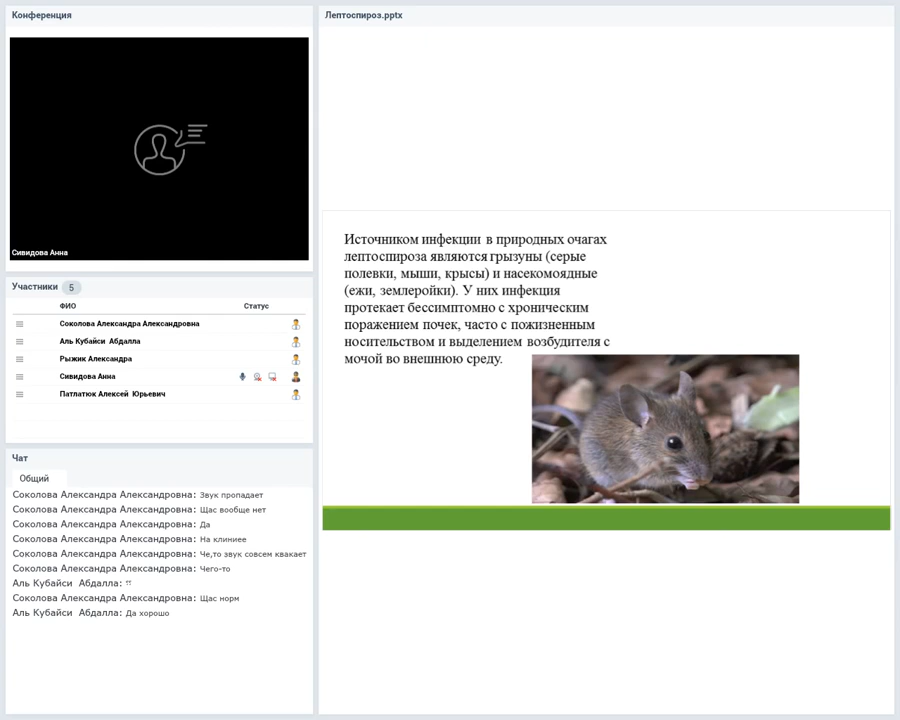 Конференция
Сивидова Анна
Участники 5
ФИО Статус
Соколова Александра Александровна
Аль Кубайси Абдалла
Рыжик Александра
Сивидова Анна
Патлатюк Алексей Юрьевич
Чат
Общий
Соколова Александра Александровна: Звук пропадает
Соколова Александра Александровна: Щас вообще нет
Соколова Александра Александровна: Да
Соколова Александра Александровна: На клиниее
Соколова Александра Александровна: Че,то звук совсем квакает
Соколова Александра Александровна: Чего-то
Аль Кубайси Абдалла:
Соколова Александра Александровна: Щас норм
Аль Кубайси Абдалла: Да хорошо
Лептоспироз.pptx
Источником инфекции в природных очагах
лептоспироза являются грызуны (серые
полевки, мыши, крысы) и насекомоядные
(ежи, землеройки). У них инфекция
протекает бессимптомно с хроническим
поражением почек, часто с пожизненным
носительством и выделением возбудителя с
мочой во внешнюю среду.